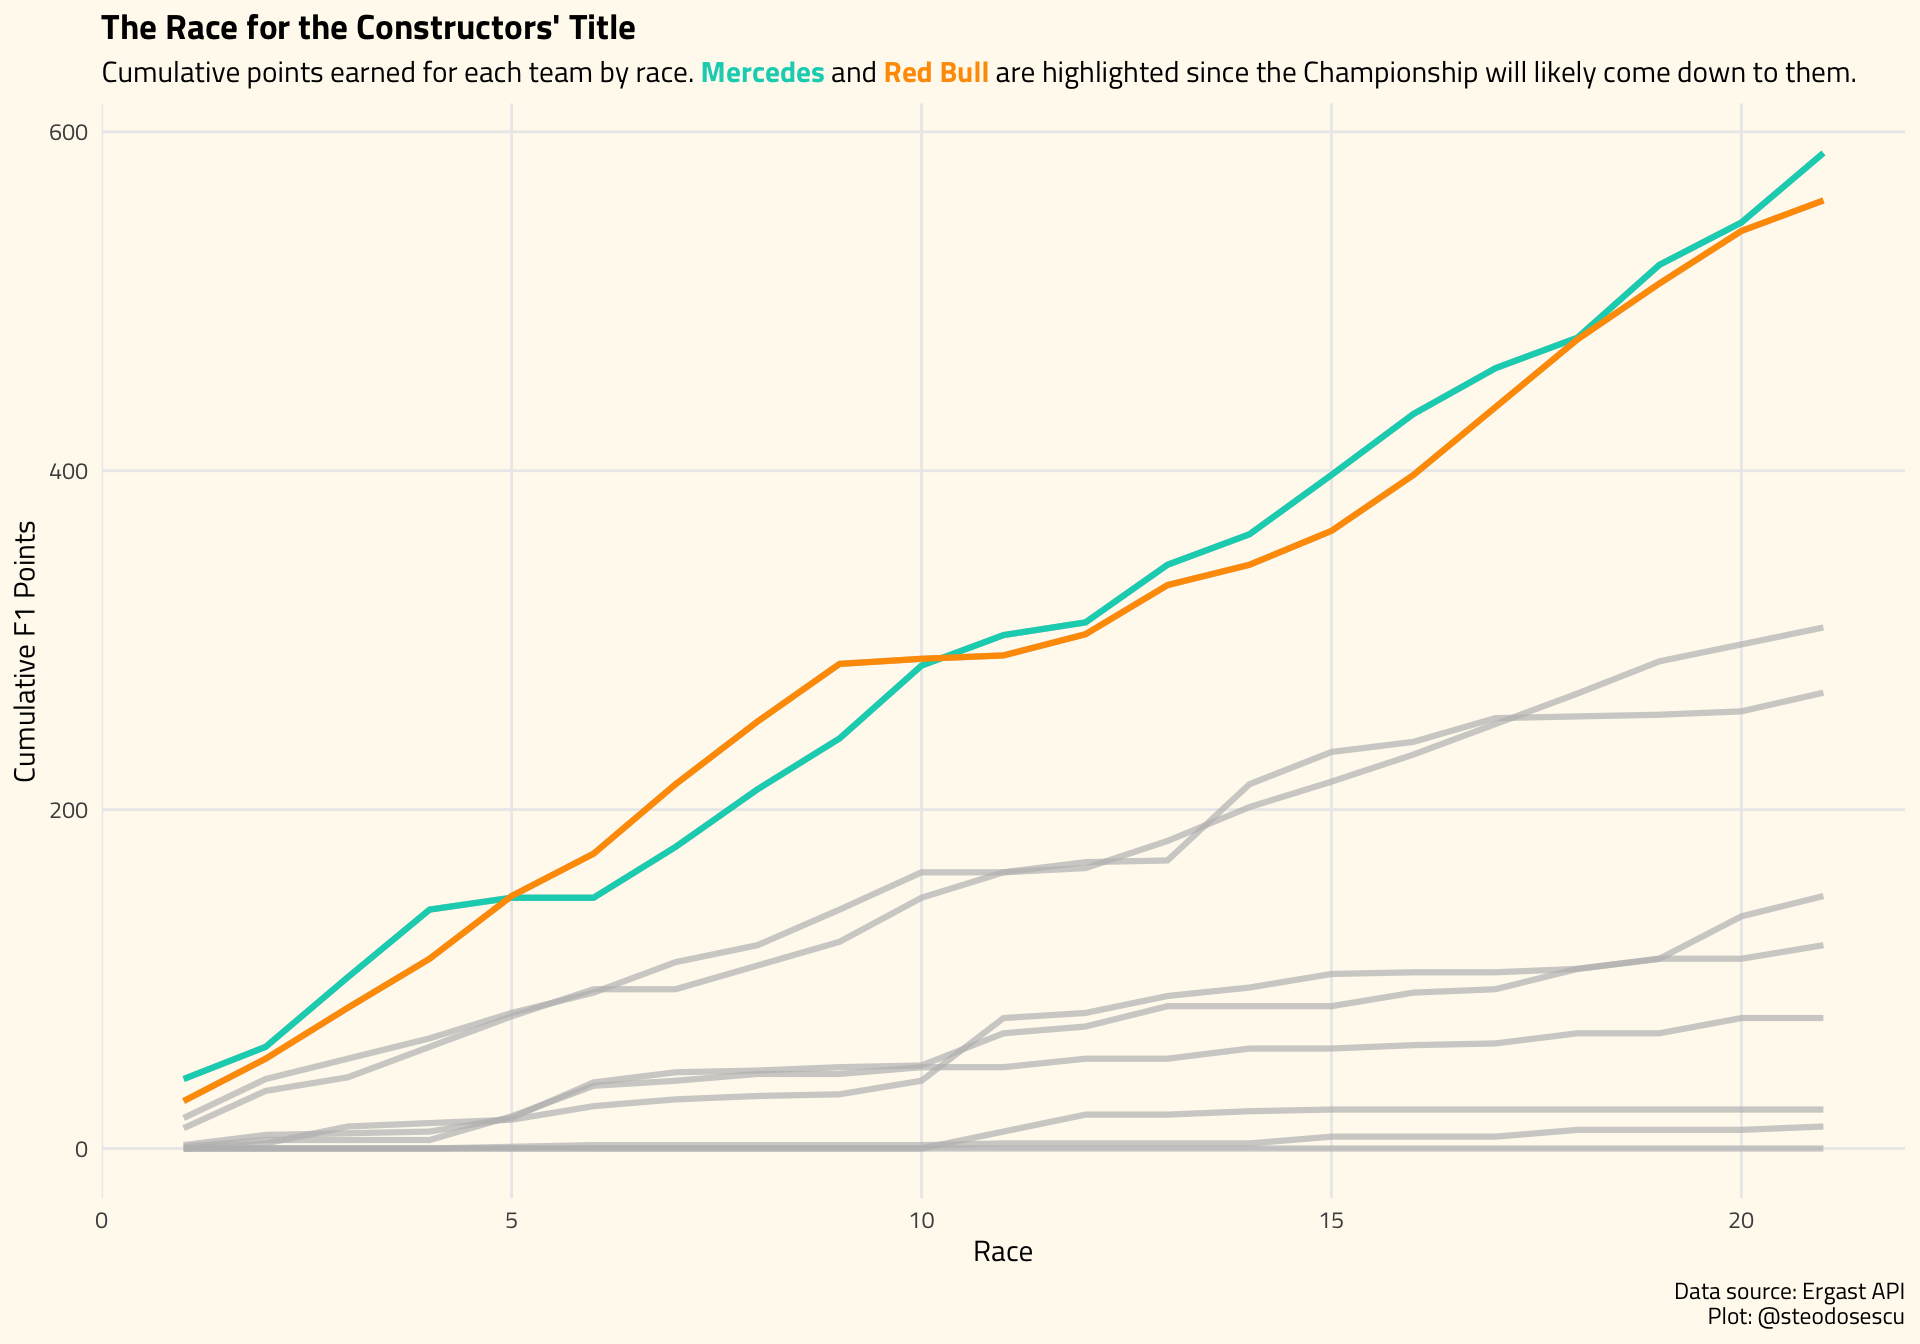 The Race for the Constructors' Title
Cumulative points earned for each team by race. Mercedes and Red Bull are highlighted since the Championship will likely come down to them.
600
400
200
0
Cumulative F1 Points
0 5 10 15 20
Race
Data source: Ergast API
Plot: @steodosescu